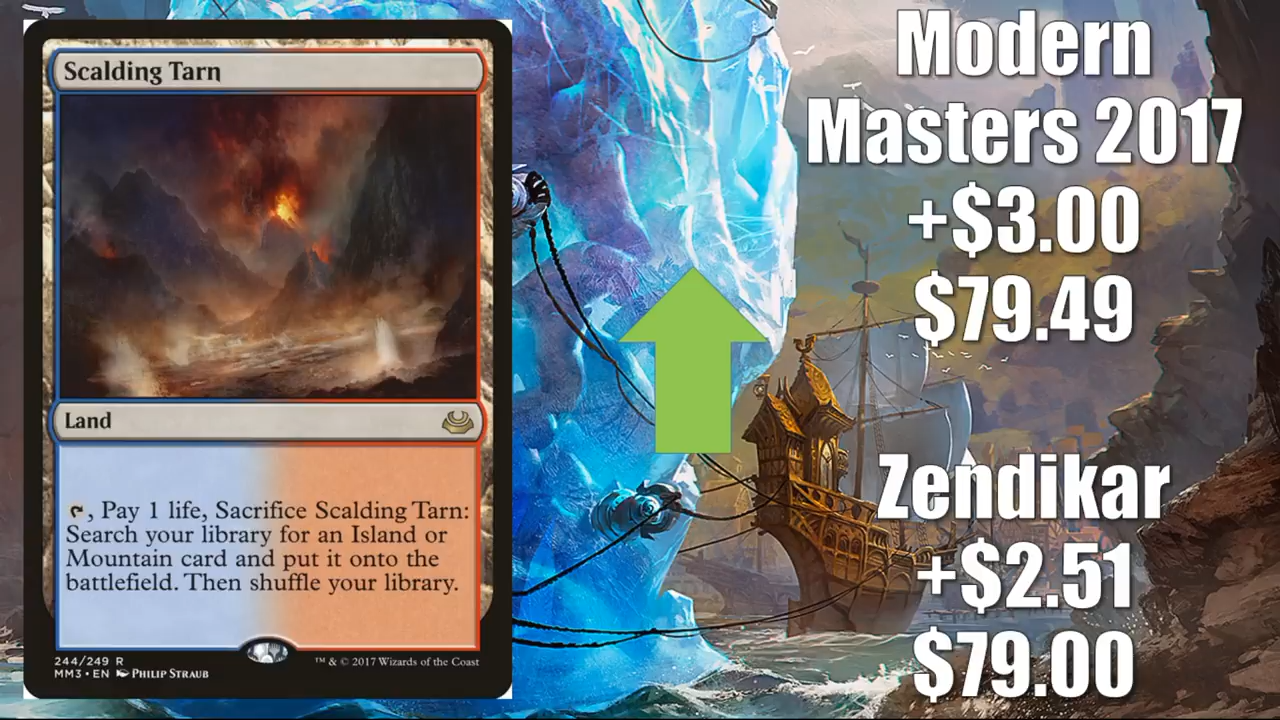 Scalding Tarn
Land
, Pay 1 life, Sacrifice Scalding Tarn:
Search your library for an Island or
Mountain card and put it onto the
battlefield. Then shuffle your library.
244/249 R
MM3 • EN Philip Straub
™ & © 2017 Wizards of the Coast
Modern
Masters 2017
+$3.00
$79.49
Zendikar
+$2.51
$79.00